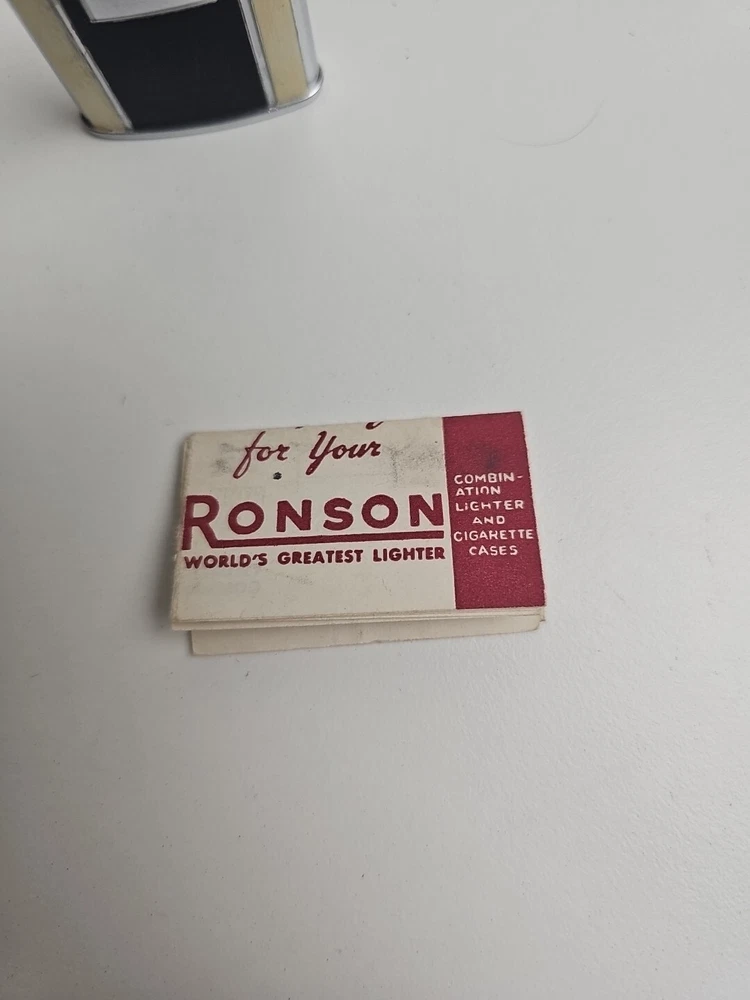 for Your
RONSON
WORLD'S GREATEST LIGHTER
COMBIN-
ATION
LIGHTER
AND
CIGARETTE
CASES